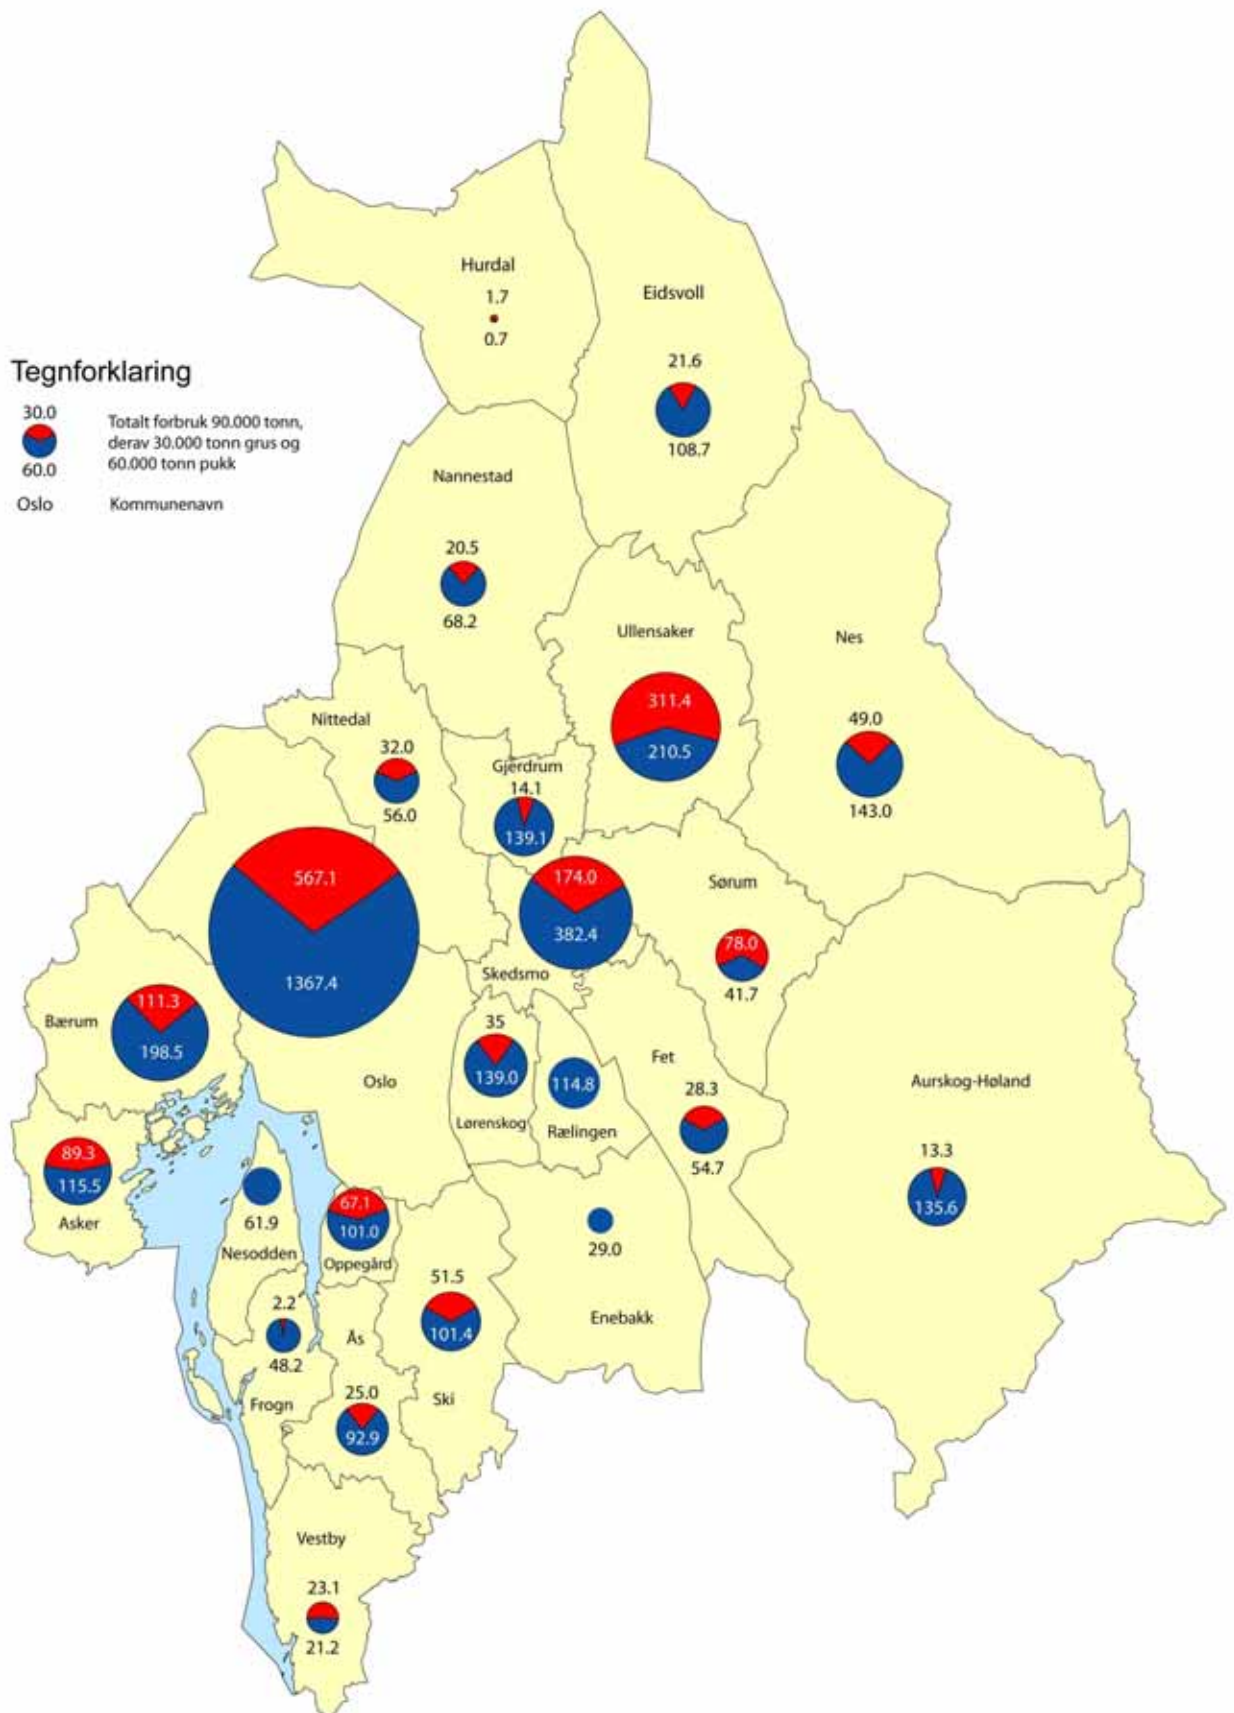 Hurdal
1.7
0.7
Eidsvoll
21.6
108.7
Tegnforklaring
30.0
60.0
Totalt forbruk 90.000 tonn,
derav 30.000 tonn grus og
60.000 tonn pukk
Oslo Kommunenavn
Nannestad
20.5
68.2
Ullensaker
311.4
210.5
Nes
49.0
143.0
Nittedal
32.0
56.0
Gjerdrum
14.1
139.1
567.1
1367.4
174.0
382.4
Skedsmo
Sørum
78.0
41.7
Bærum
111.3
198.5
Oslo
35
139.0
Lørenskog
114.8
Rælingen
Fet
28.3
54.7
Aurskog-Høland
13.3
135.6
89.3
115.5
Asker
61.9
Nesodden
67.1
101.0
Oppegård
29.0
Enebakk
51.5
101.4
Ski
2.2
48.2
Frogn
Ås
25.0
92.9
Vestby
23.1
21.2